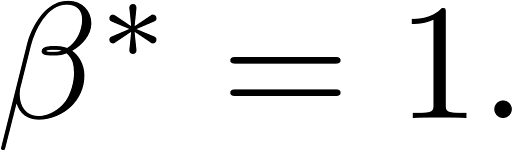 β* = 1.